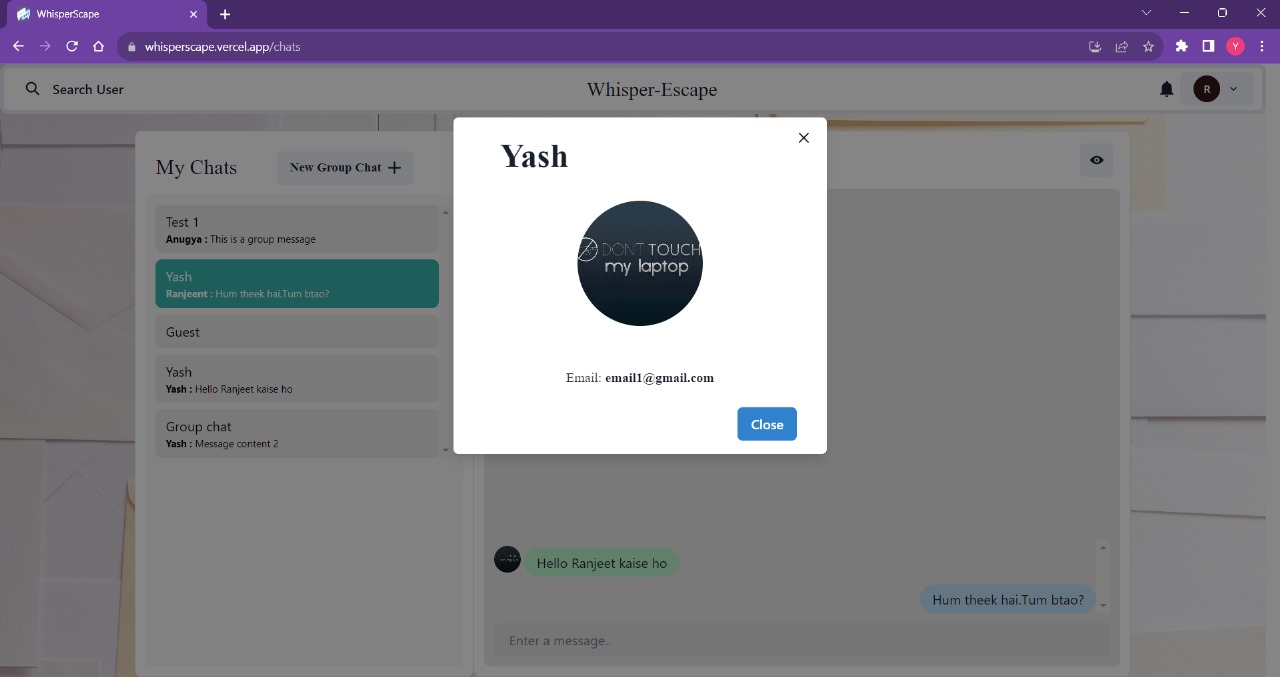 WhisperScape
whisperscape.vercel.app/chats
Y
Search User
Whisper-Escape
R
My Chats
New Group Chat +
Test 1
Anugya : This is a group message
Yash
Ranjeent : Hum theek hai.Tum btao?
Guest
Yash
Yash : Hello Ranjeet kaise ho
Group chat
Yash : Message content 2
Yash
DON'T TOUCH
my laptop
Email: email1@gmail.com
Close
Hello Ranjeet kaise ho
Hum theek hai.Tum btao?
Enter a message..